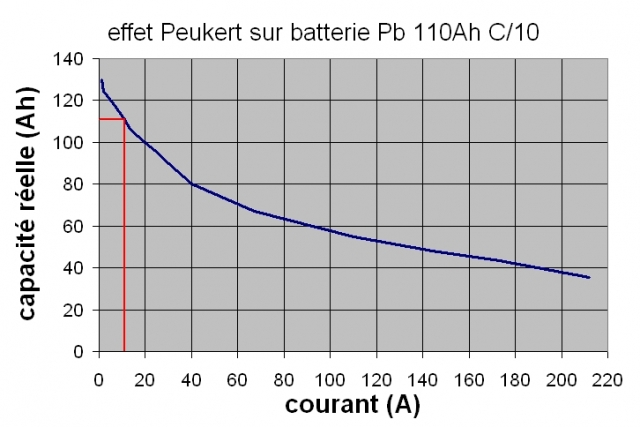 effet Peukert sur batterie Pb 110Ah C/10
capacité réelle (Ah)
140
120
100
80
60
40
20
0
0 20 40 60 80 100 120 140 160 180 200 220
courant (A)